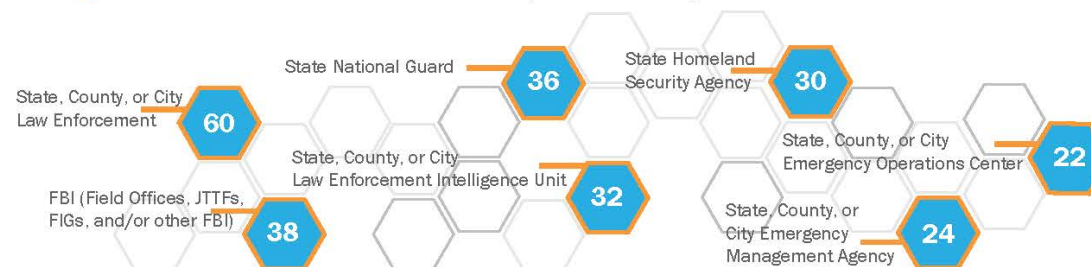 State, County, or City
Law Enforcement
60
FBI (Field Offices, JTTFs,
FIGs, and/or other FBI)
38
State National Guard
36
State, County, or City
Law Enforcement Intelligence Unit
32
State Homeland
Security Agency
30
State, County, or
City Emergency
Management Agency
24
State, County, or City
Emergency Operations Center
22